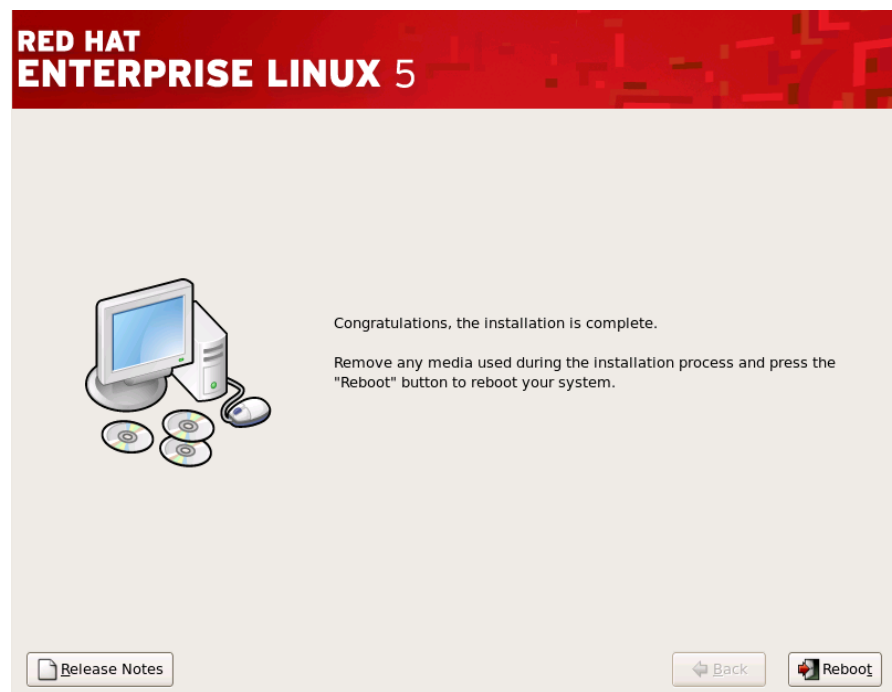 RED HAT
ENTERPRISE LINUX 5
Congratulations, the installation is complete.
Remove any media used during the installation process and press the
"Reboot" button to reboot your system.
Release Notes
Back
Reboot